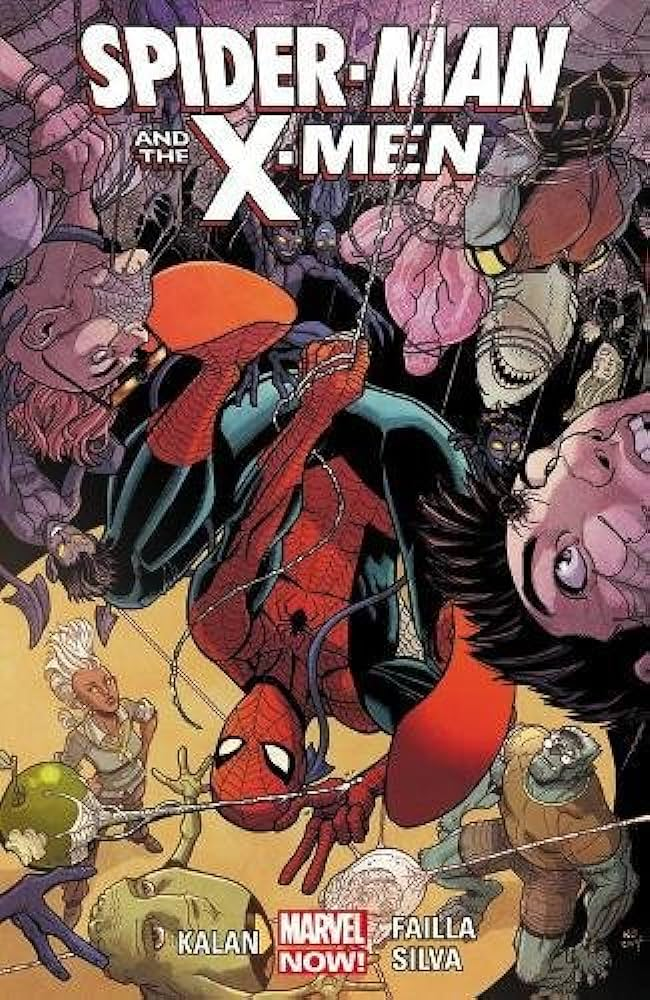 SPIDER-MAN
AND
THE
X-MEN
KALAN
MARVEL
NOW!
FAILLA
SILVA